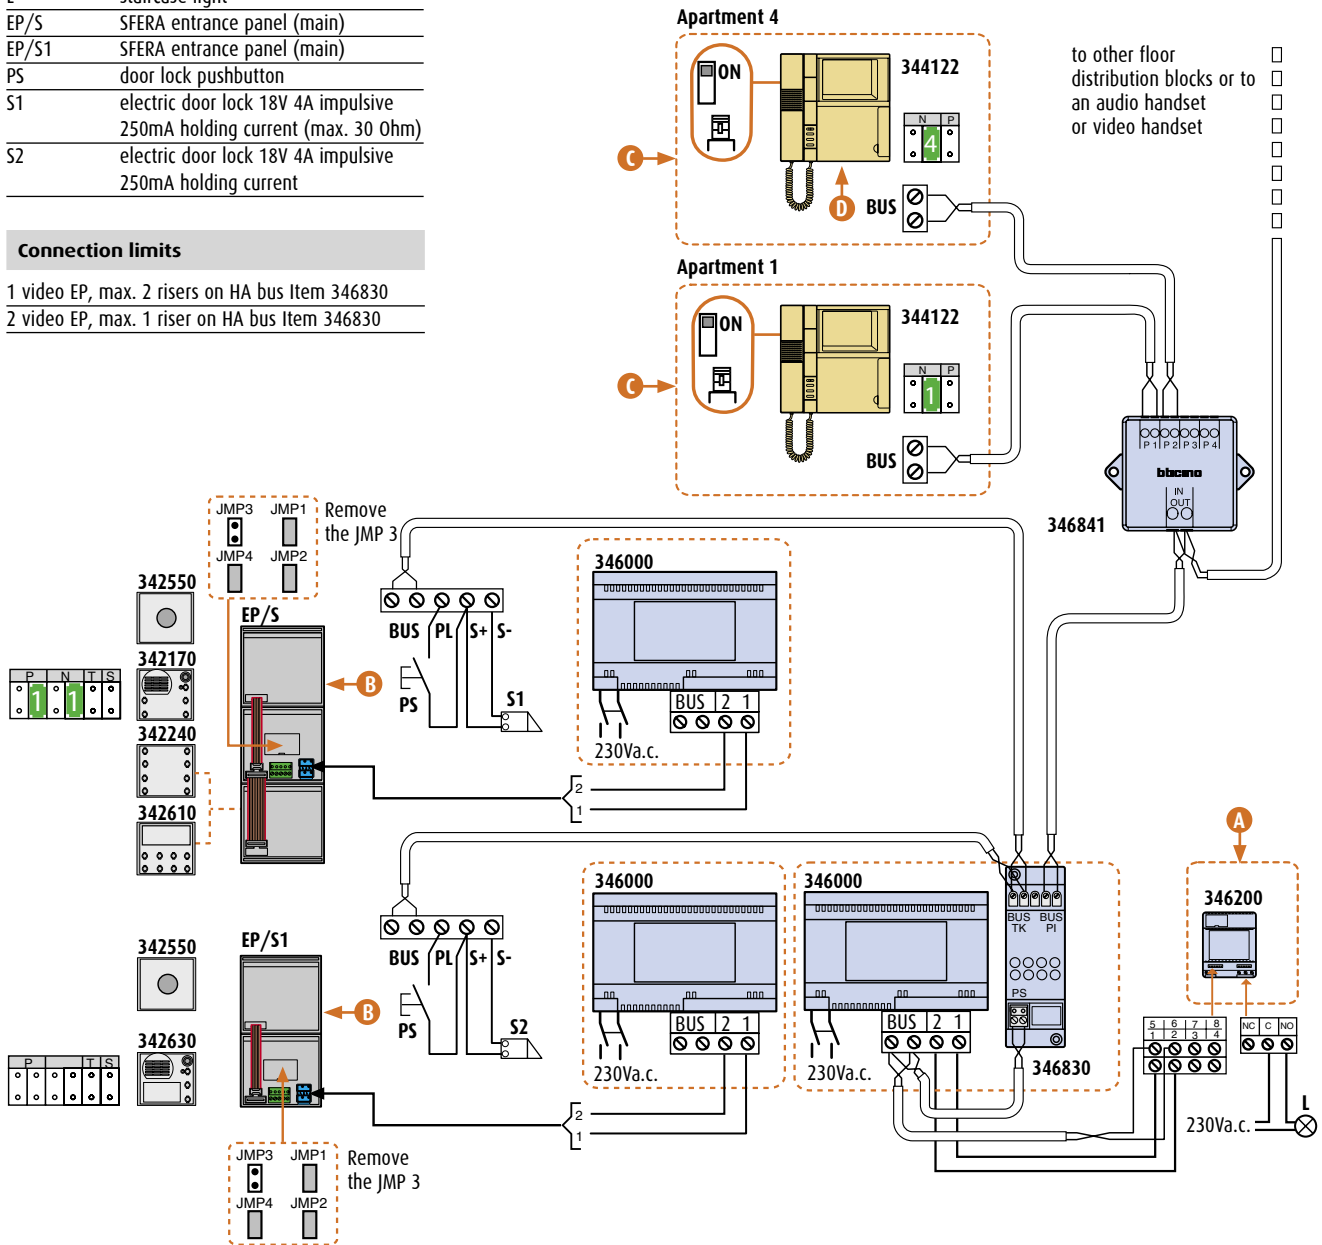 L staircase light
EP/S SFERA entrance panel (main)
EP/S1 SFERA entrance panel (main)
PS door lock pushbutton
S1 electric door lock 18V 4A impulsive
250mA holding current (max. 30 Ohm)
S2 electric door lock 18V 4A impulsive
250mA holding current
Connection limits
1 video EP, max. 2 risers on HA bus Item 346830
2 video EP, max. 1 riser on HA bus Item 346830
Apartment 4
ON
344122
N P
4
C
D
BUS
to other floor
distribution blocks or to
an audio handset
or video handset
Apartment 1
ON
344122
N P
1
C
BUS
P1 P2 P3 P4
bticino
IN
OUT
346841
JMP3 JMP1
JMP4 JMP2
Remove
the JMP 3
342550
EP/S
342170
P N T S
1 1
342240
342610
B
BUS PL S+ S-
PS
S1
346000
BUS 2 1
230Va.c.
2
1
342550
EP/S1
342630
P T S
B
BUS PL S+ S-
PS
S2
346000
BUS 2 1
230Va.c.
2
1
JMP3 JMP1
JMP4 JMP2
Remove
the JMP 3
346000
BUS 2 1
230Va.c.
BUS BUS
TK PI
PS
346830
A
346200
5 6 7 8
1 2 3 4
NC C NO
230Va.c.
L